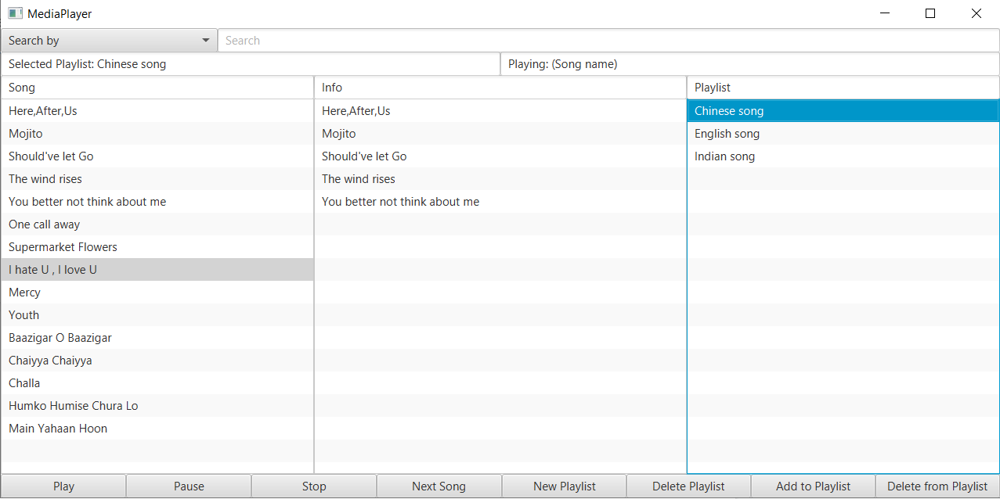 MediaPlayer
Search by Search
Selected Playlist: Chinese song Playing: (Song name)
Song Info Playlist
Here,After,Us Here,After,Us Chinese song
Mojito Mojito English song
Should've let Go Should've let Go Indian song
The wind rises The wind rises
You better not think about me You better not think about me
One call away
Supermarket Flowers
I hate U , I love U
Mercy
Youth
Baazigar O Baazigar
Chaiyya Chaiyya
Challa
Humko Humise Chura Lo
Main Yahaan Hoon
Play Pause Stop Next Song New Playlist Delete Playlist Add to Playlist Delete from Playlist